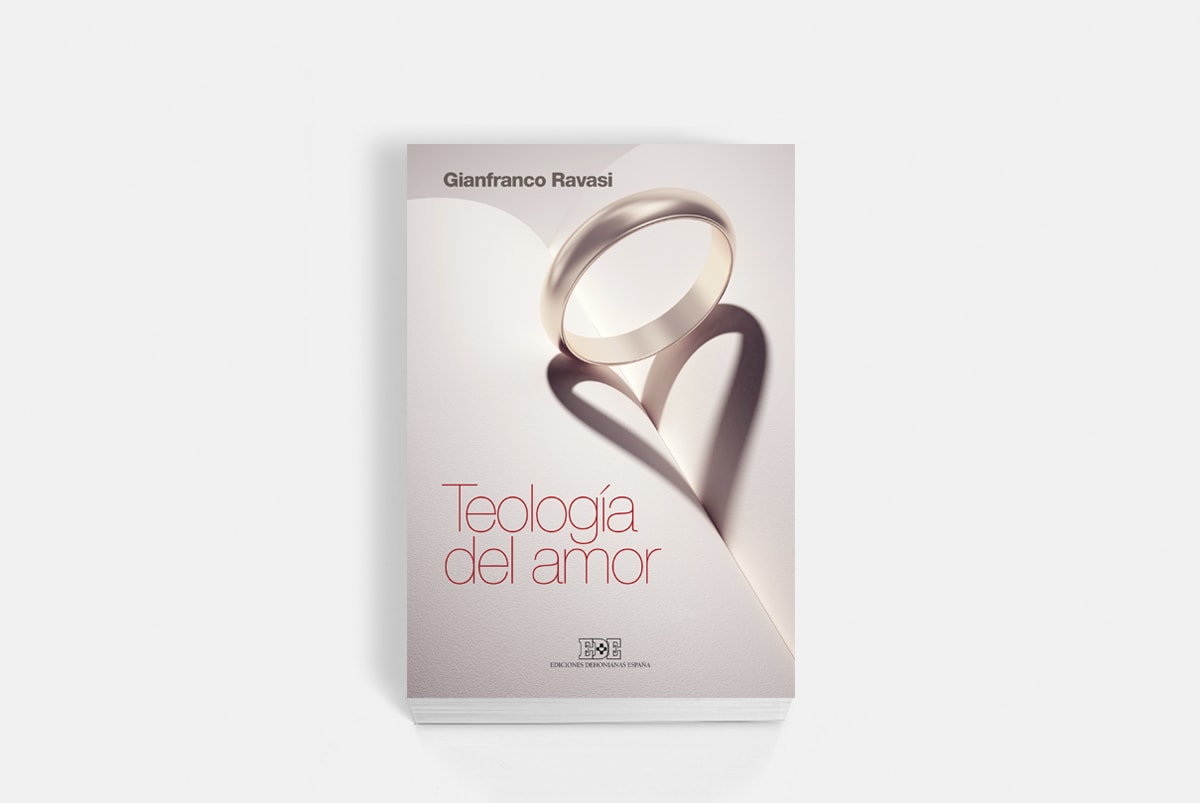 Gianfranco Ravasi
Teología
del amor
EDE
EDICIONES DEHONIANAS ESPAÑA